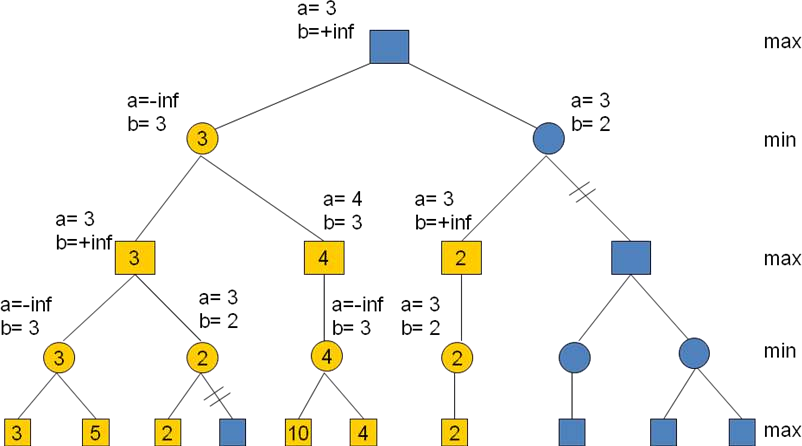 a= 3
b=+inf
max
a=-inf
b= 3
a= 3
b= 2
3
min
a= 3
b=+inf
a= 4
b= 3
a= 3
b=+inf
3
4
2
max
a=-inf
b= 3
a= 3
b= 2
a=-inf
b= 3
a= 3
b= 2
3
2
4
2
min
3
5
2
10
4
2
max